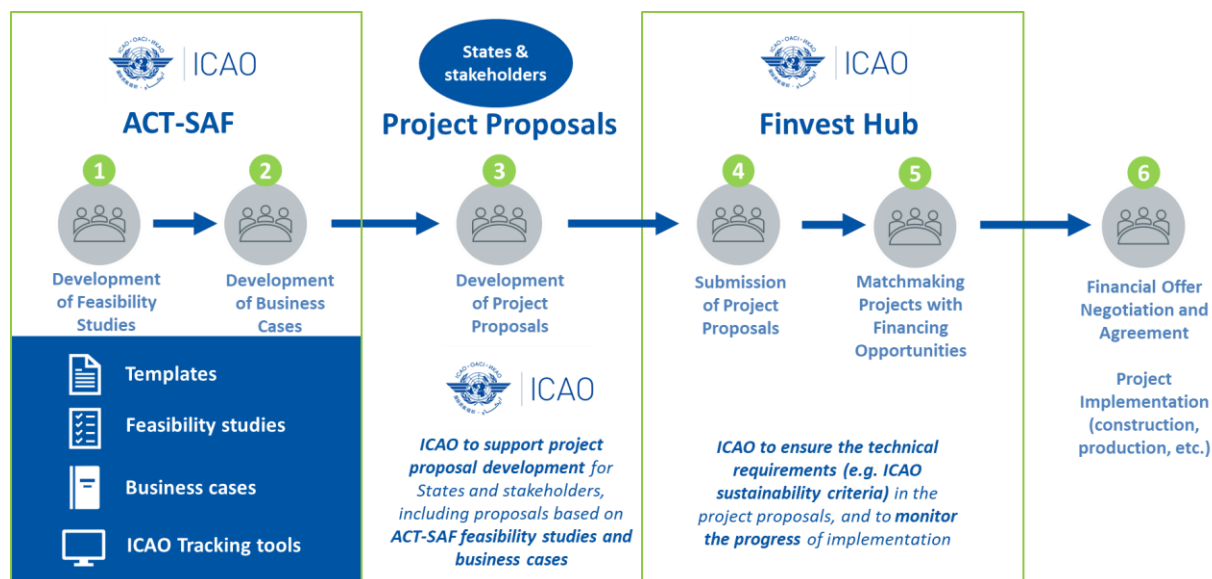 ICAO
ACT-SAF
1
2
Development
of Feasibility
Studies
Development
of Business
Cases
Templates
Feasibility studies
Business cases
ICAO Tracking tools
States &
stakeholders
Project Proposals
3
Development
of Project
Proposals
ICAO
ICAO to support project
proposal development for
States and stakeholders,
including proposals based on
ACT-SAF feasibility studies and
business cases
ICAO
Finvest Hub
4
5
Submission
of Project
Proposals
Matchmaking
Projects with
Financing
Opportunities
ICAO to ensure the technical
requirements (e.g. ICAO
sustainability criteria) in the
project proposals, and to monitor
the progress of implementation
6
Financial Offer
Negotiation and
Agreement
Project
Implementation
(construction,
production, etc.)